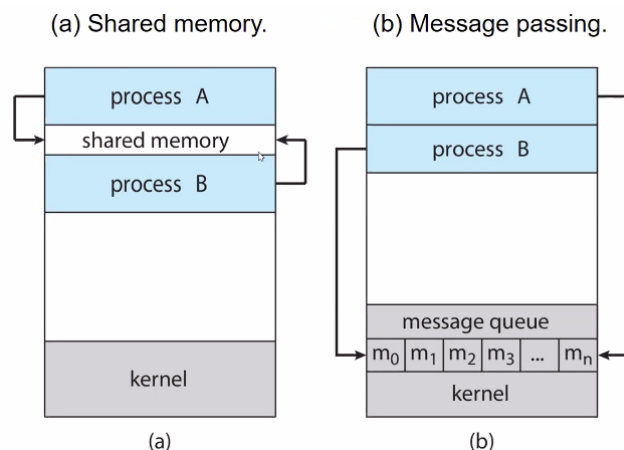 (a) Shared memory.
(b) Message passing.
process A
shared memory
process B
kernel
(a)
process A
process B
message queue
m₀ m₁ m₂ m₃ ... mₙ
kernel
(b)